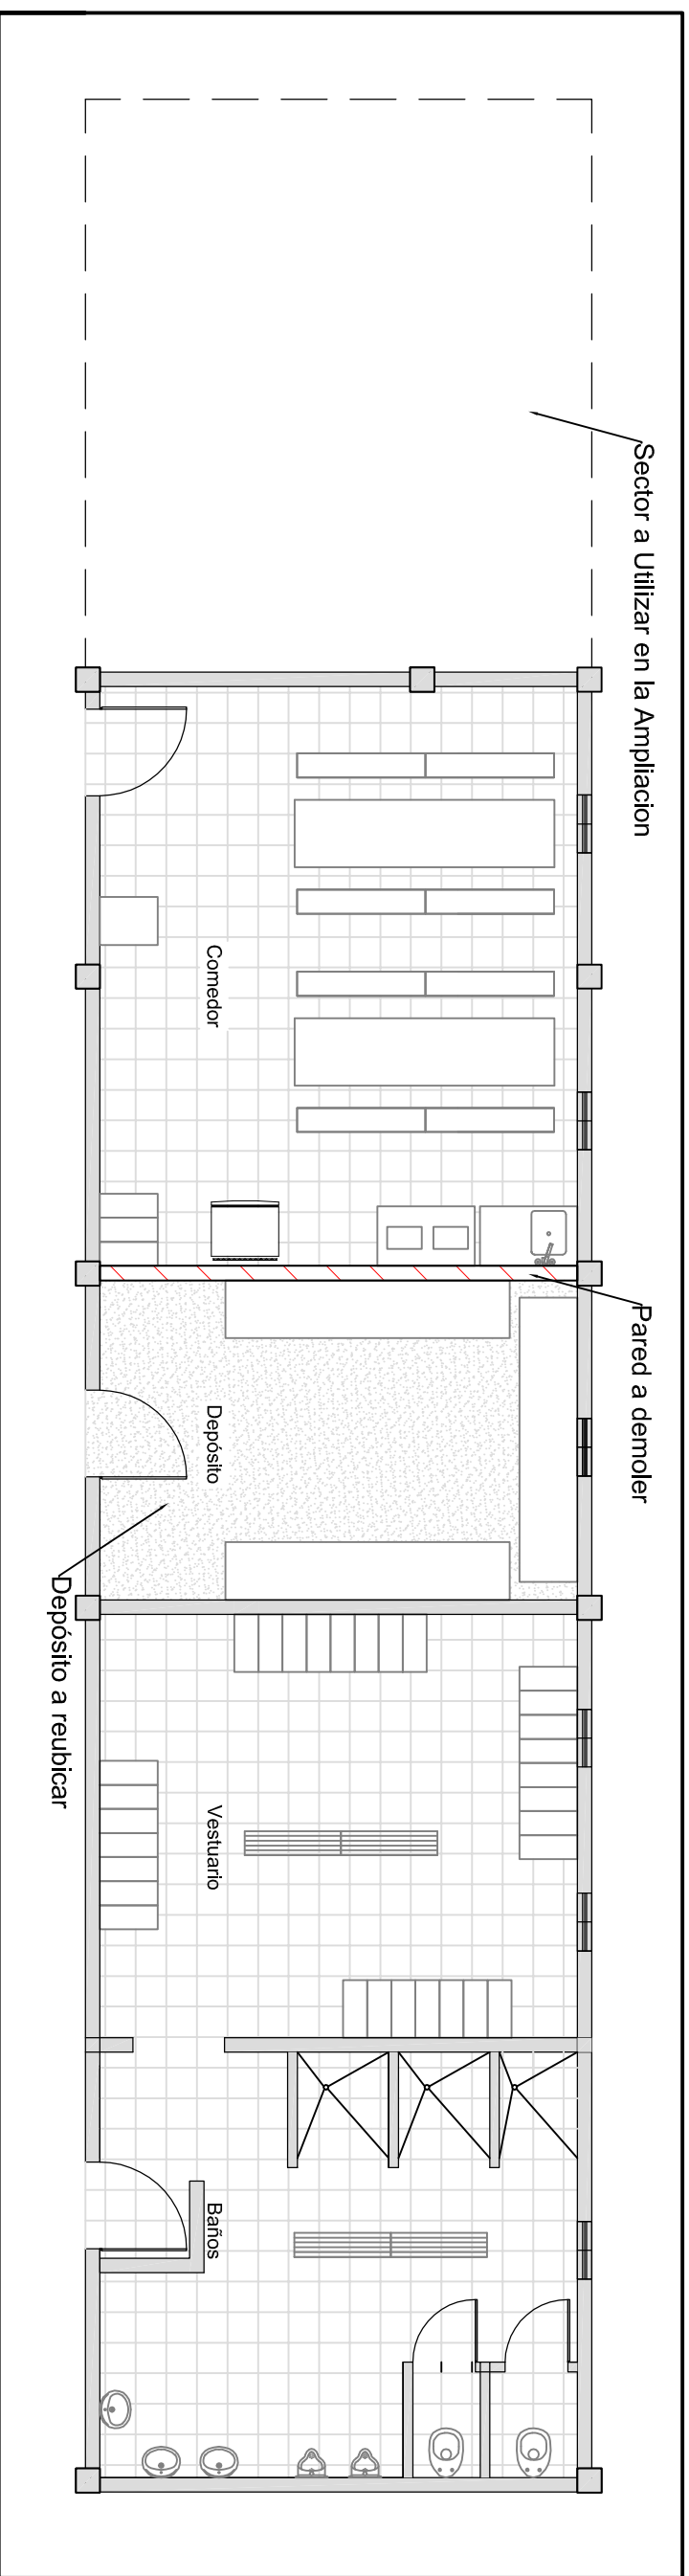 Sector a Utilizar en la Ampliacion
Comedor
Pared a demoler
Depósito
Depósito a reubicar
Vestuario
Baños